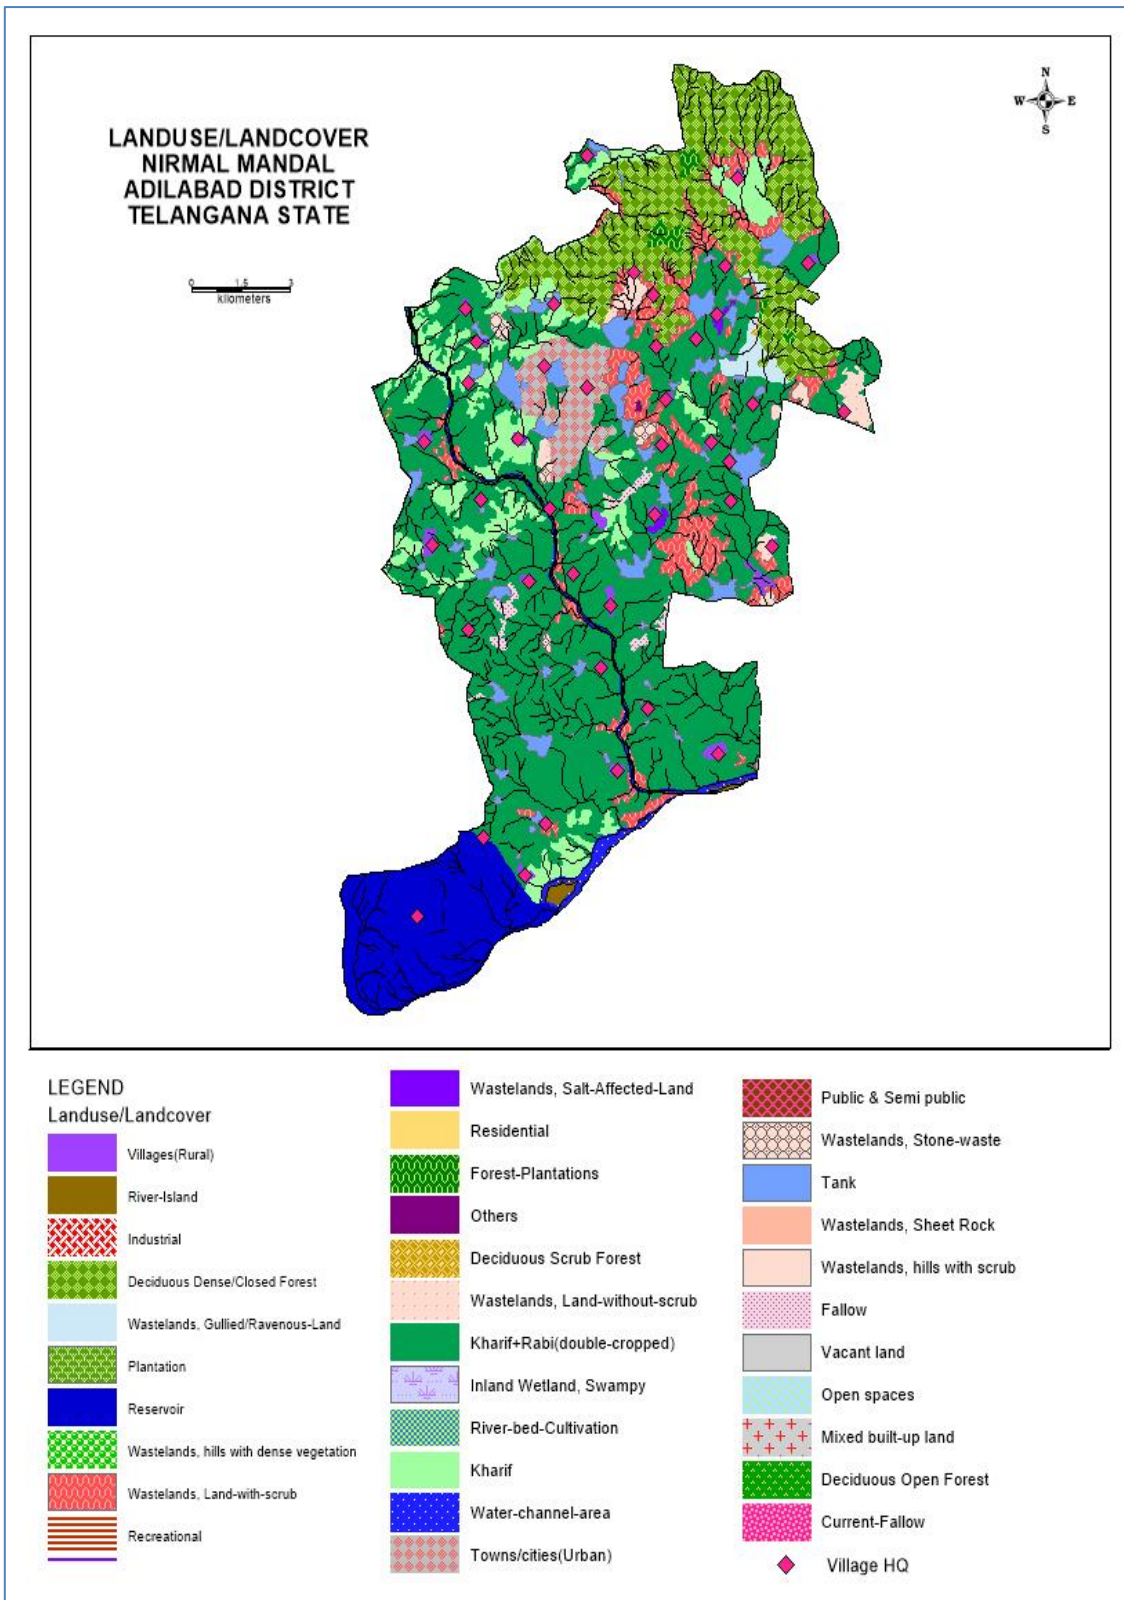 LANDUSE/LANDCOVER
NIRMAL MANDAL
ADILABAD DISTRICT
TELANGANA STATE
N
W E
S
0 1.5 3
kilometers
LEGEND
Landuse/Landcover
Villages(Rural)
River-Island
Industrial
Deciduous Dense/Closed Forest
Wastelands, Gullied/Ravenous-Land
Plantation
Reservoir
Wastelands, hills with dense vegetation
Wastelands, Land-with-scrub
Recreational
Wastelands, Salt-Affected-Land
Residential
Forest-Plantations
Others
Deciduous Scrub Forest
Wastelands, Land-without-scrub
Kharif+Rabi(double-cropped)
Inland Wetland, Swampy
River-bed-Cultivation
Kharif
Water-channel-area
Towns/cities(Urban)
Public & Semi public
Wastelands, Stone-waste
Tank
Wastelands, Sheet Rock
Wastelands, hills with scrub
Fallow
Vacant land
Open spaces
Mixed built-up land
Deciduous Open Forest
Current-Fallow
Village HQ